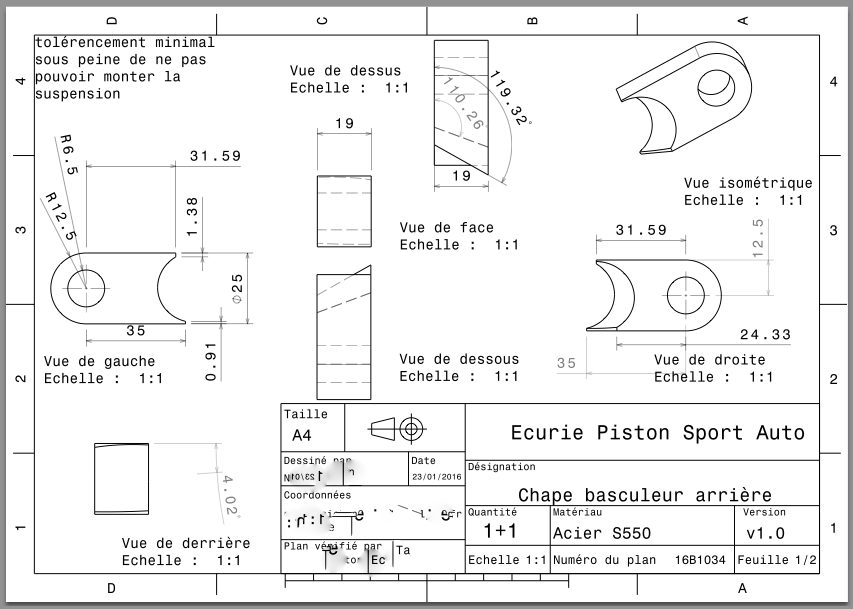 D
C
B
A
4
3
2
1
tolérencement minimal
sous peine de ne pas
pouvoir monter la
suspension
Vue de dessus
Echelle : 1:1
110.26°
119.32°
19
Vue isométrique
Echelle : 1:1
4
3
2
1
R6.5
R12.5
31.59
1.38
⌀25
35
0.91
Vue de gauche
Echelle : 1:1
19
Vue de face
Echelle : 1:1
Vue de dessous
Echelle : 1:1
31.59
12.5
24.33
35
Vue de droite
Echelle : 1:1
4.02°
Vue de derrière
Echelle : 1:1
Taille
A4
Dessiné par
Date
23/01/2016
Coordonnées
Plan vérifié par
Ec
Ta
Ecurie Piston Sport Auto
Désignation
Chape basculeur arrière
Quantité
1+1
Matériau
Acier S550
Version
v1.0
Echelle 1:1
Numéro du plan 16B1034
Feuille 1/2
D
A